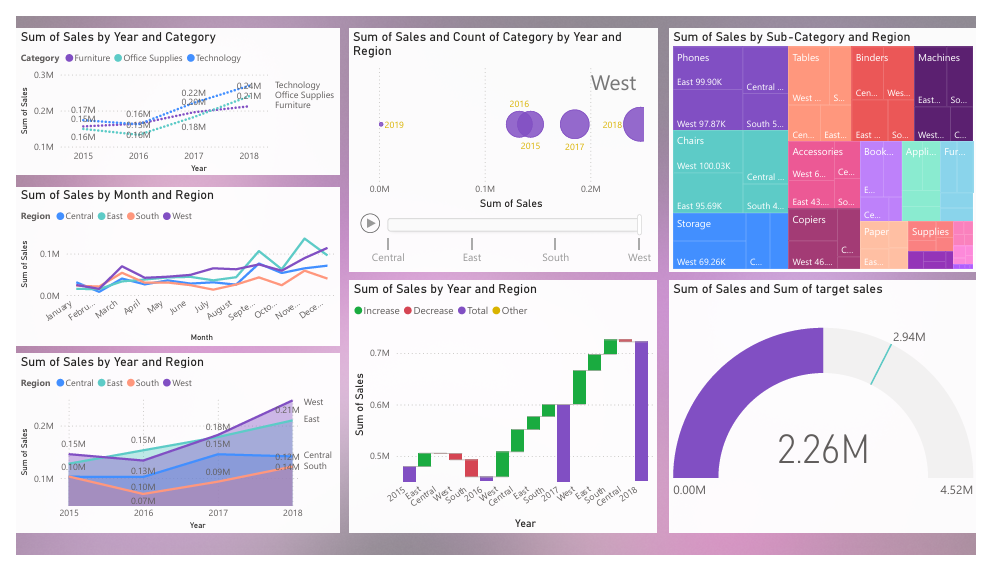 Sum of Sales by Year and Category
Category Furniture Office Supplies Technology
Sum of Sales
0.3M
0.2M
0.1M
0.17M
0.16M
0.16M
0.16M
0.15M
0.16M
0.22M
0.20M
0.18M
0.24M
0.21M
Technology
Office Supplies
Furniture
2015 2016 2017 2018
Year
Sum of Sales by Month and Region
Region Central East South West
Sum of Sales
0.1M
0.0M
January Febru... March April May June July August Septe... Octo... Nove... Dece...
Month
Sum of Sales by Year and Region
Region Central East South West
Sum of Sales
0.2M
0.1M
0.15M
0.10M
0.15M
0.13M
0.10M
0.07M
0.18M
0.15M
0.09M
0.21M
0.12M
0.14M
West
East
Central
South
2015 2016 2017 2018
Year
Sum of Sales and Count of Category by Year and
Region
West
2019
2016
2015
2017
2018
0.0M 0.1M 0.2M
Sum of Sales
Central East South West
Sum of Sales by Year and Region
Increase Decrease Total Other
Sum of Sales
0.7M
0.6M
0.5M
2015 East Central West South 2016 West Central East South 2017 West East South Central 2018
Year
Sum of Sales by Sub-Category and Region
Phones
East 99.90K
Central ...
West 97.87K
South 5...
Chairs
West 100.03K
Central ...
East 95.69K
South 4...
Storage
West 69.26K
Tables
West ...
So...
Cen...
East...
Binders
Cen...
Wes...
East ...
So...
Machines
East...
So...
West...
C...
Accessories
West 6...
Ce...
East 43...
So...
Copiers
West 46...
C...
Book...
E...
Ce...
Appli...
Fur...
Paper
Eas...
Supplies
Sum of Sales and Sum of target sales
2.94M
2.26M
0.00M
4.52M